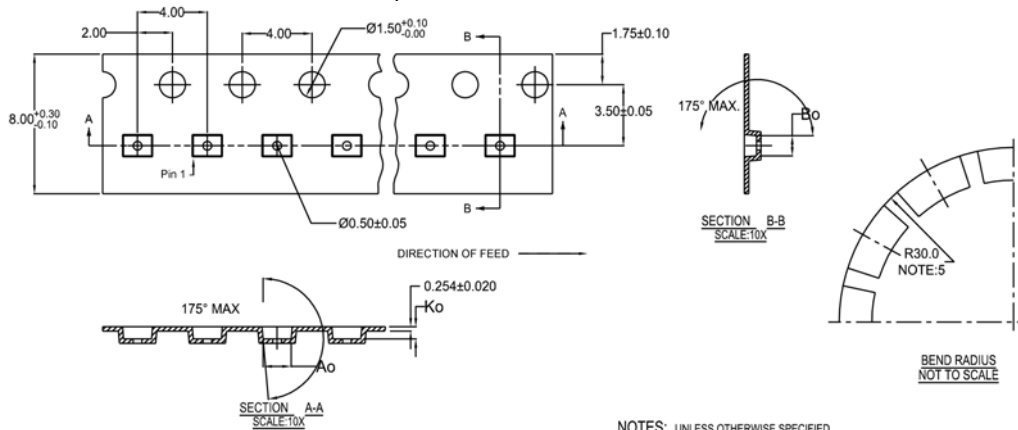 4.00
2.00
4.00
Ø1.50+0.10
-0.00
B
1.75±0.10
8.00+0.30
-0.10
A
A
3.50±0.05
Pin 1
Ø0.50±0.05
B
DIRECTION OF FEED
175° MAX.
Bo
SECTION B-B
SCALE:10X
R30.0
NOTE:5
BEND RADIUS
NOT TO SCALE
175° MAX
0.254±0.020
Ko
Ao
SECTION A-A
SCALE:10X
NOTES: UNLESS OTHERWISE SPECIFIED